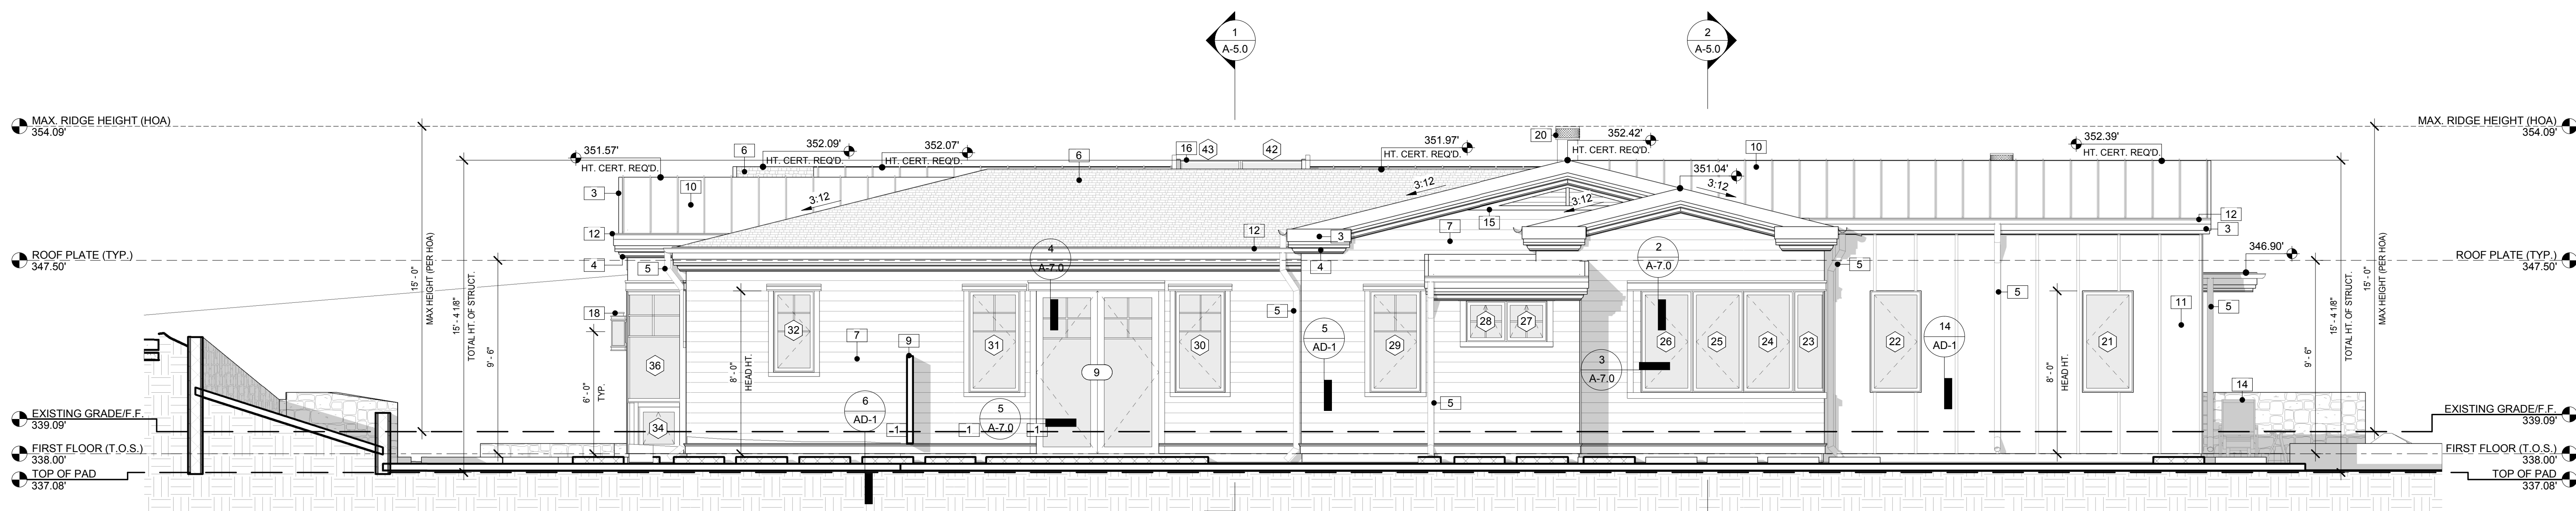 1
A-5.0
2
A-5.0
MAX. RIDGE HEIGHT (HOA)
354.09'
MAX. RIDGE HEIGHT (HOA)
354.09'
351.57'
HT. CERT. REQ'D.
6
352.09'
HT. CERT. REQ'D.
352.07'
HT. CERT. REQ'D.
6
16
43
42
351.97'
HT. CERT. REQ'D.
20
352.42'
HT. CERT. REQ'D.
351.04'
10
352.39'
HT. CERT. REQ'D.
3
10
3:12
3:12
3:12
3:12
15
12
12
3
7
12
3
4
5
4
4
A-7.0
2
A-7.0
5
346.90'
ROOF PLATE (TYP.)
347.50'
ROOF PLATE (TYP.)
347.50'
15' - 0"
MAX HEIGHT (PER HOA)
15' - 4 1/8"
TOTAL HT. OF STRUCT.
9' - 6"
18
6' - 0"
TYP.
36
34
8' - 0"
HEAD HT.
32
7
9
31
9
30
5
5
AD-1
29
5
28
27
3
A-7.0
26
25
24
23
22
14
AD-1
5
8' - 0"
HEAD HT.
21
11
5
14
9' - 6"
15' - 4 1/8"
TOTAL HT. OF STRUCT.
15' - 0"
MAX HEIGHT (PER HOA)
6
AD-1
1
1
5
A-7.0
1
EXISTING GRADE/F.F.
339.09'
EXISTING GRADE/F.F.
339.09'
FIRST FLOOR (T.O.S.)
338.00'
FIRST FLOOR (T.O.S.)
338.00'
TOP OF PAD
337.08'
TOP OF PAD
337.08'